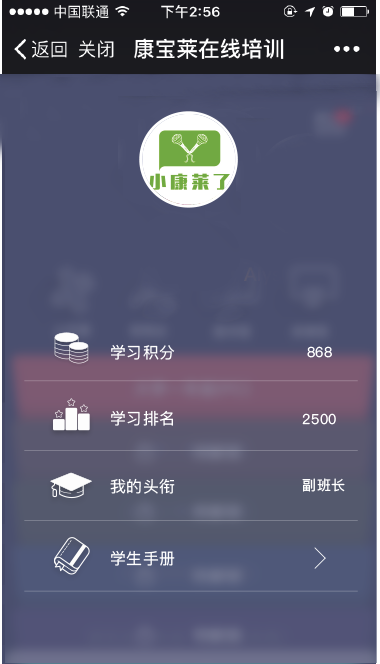 中国联通 下午2:56
返回 关闭 康宝莱在线培训
小康莱了
学习积分 868
学习排名 2500
我的头衔 副班长
学生手册